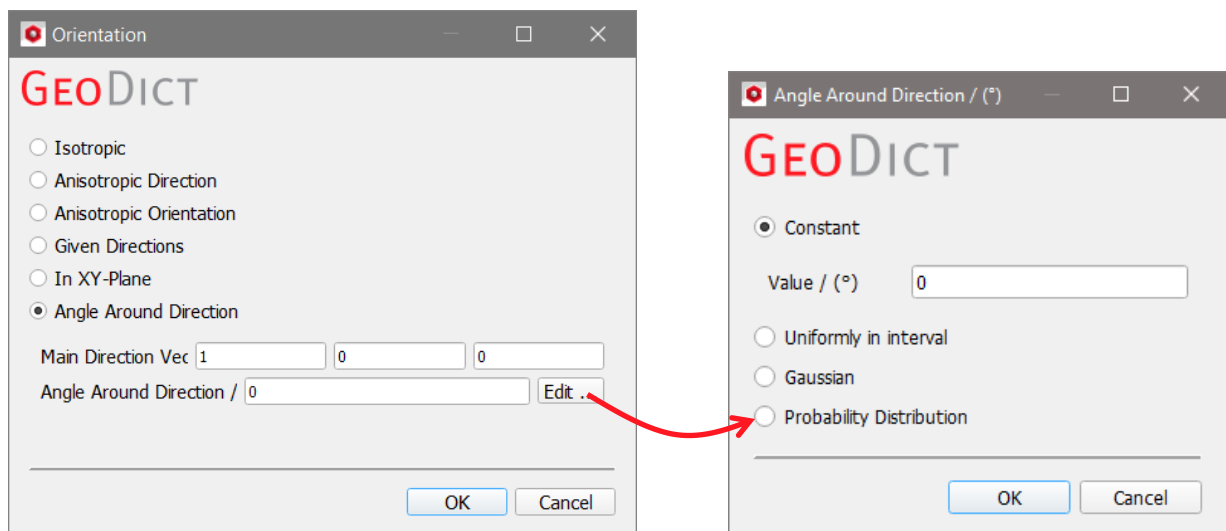 Orientation
GEODICT
Isotropic
Anisotropic Direction
Anisotropic Orientation
Given Directions
In XY-Plane
Angle Around Direction
Main Direction Vec 1 0 0
Angle Around Direction / 0 Edit ..
OK Cancel
Angle Around Direction / (°)
GEODICT
Constant
Value / (°) 0
Uniformly in interval
Gaussian
Probability Distribution
OK Cancel